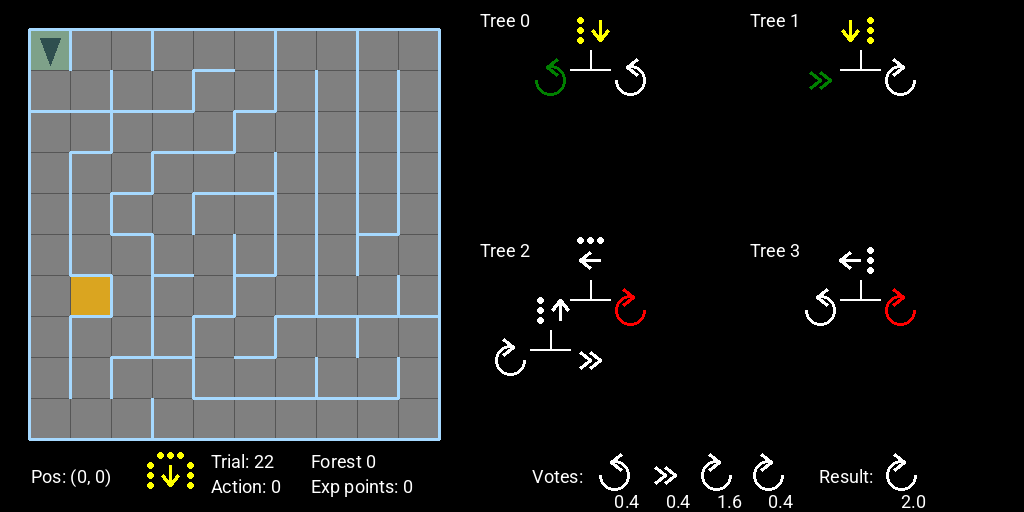 Tree 0
Tree 1
Tree 2
Tree 3
Pos: (0, 0)
Trial: 22
Forest 0
Action: 0
Exp points: 0
Votes:
0.4
0.4
1.6
0.4
Result:
2.0